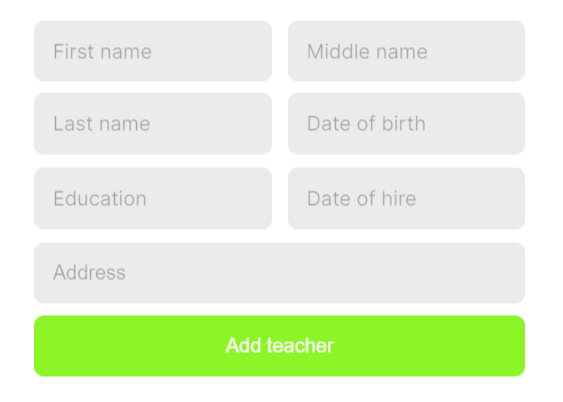 First name
Middle name
Last name
Date of birth
Education
Date of hire
Address
Add teacher